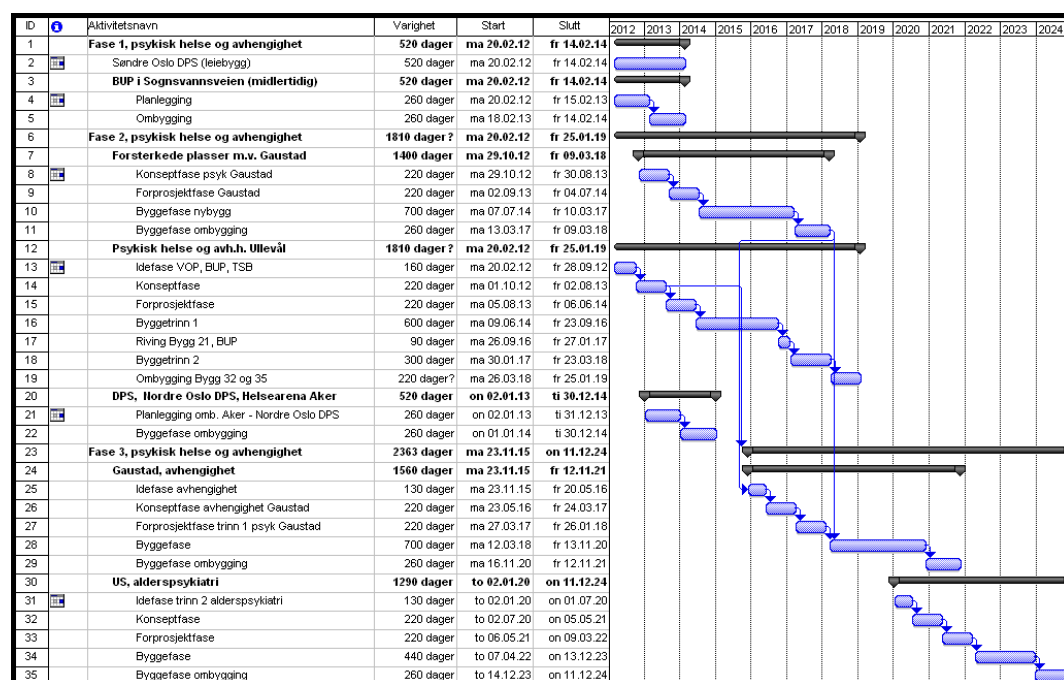 ID Aktivitetsnavn Varighet Start Slutt 2012 2013 2014 2015 2016 2017 2018 2019 2020 2021 2022 2023 2024
1 Fase 1, psykisk helse og avhengighet 520 dager ma 20.02.12 fr 14.02.14
2 Søndre Oslo DPS (leiebygg) 520 dager ma 20.02.12 fr 14.02.14
3 BUP i Sognsvannsveien (midlertidig) 520 dager ma 20.02.12 fr 14.02.14
4 Planlegging 260 dager ma 20.02.12 fr 15.02.13
5 Ombygging 260 dager ma 18.02.13 fr 14.02.14
6 Fase 2, psykisk helse og avhengighet 1810 dager? ma 20.02.12 fr 25.01.19
7 Forsterkede plasser m.v. Gaustad 1400 dager ma 29.10.12 fr 09.03.18
8 Konseptfase psyk Gaustad 220 dager ma 29.10.12 fr 30.08.13
9 Forprosjektfase Gaustad 220 dager ma 02.09.13 fr 04.07.14
10 Byggefase nybygg 700 dager ma 07.07.14 fr 10.03.17
11 Byggefase ombygging 260 dager ma 13.03.17 fr 09.03.18
12 Psykisk helse og avh.h. Ullevål 1810 dager? ma 20.02.12 fr 25.01.19
13 Idefase VOP, BUP, TSB 160 dager ma 20.02.12 fr 28.09.12
14 Konseptfase 220 dager ma 01.10.12 fr 02.08.13
15 Forprosjektfase 220 dager ma 05.08.13 fr 06.06.14
16 Byggetrinn 1 600 dager ma 09.06.14 fr 23.09.16
17 Riving Bygg 21, BUP 90 dager ma 26.09.16 fr 27.01.17
18 Byggetrinn 2 300 dager ma 30.01.17 fr 23.03.18
19 Ombygging Bygg 32 og 35 220 dager? ma 26.03.18 fr 25.01.19
20 DPS, Nordre Oslo DPS, Helsearena Aker 520 dager on 02.01.13 ti 30.12.14
21 Planlegging omb. Aker - Nordre Oslo DPS 260 dager on 02.01.13 ti 31.12.13
22 Byggefase ombygging 260 dager on 01.01.14 ti 30.12.14
23 Fase 3, psykisk helse og avhengighet 2363 dager ma 23.11.15 on 11.12.24
24 Gaustad, avhengighet 1560 dager ma 23.11.15 fr 12.11.21
25 Idefase avhengighet 130 dager ma 23.11.15 fr 20.05.16
26 Konseptfase avhengighet Gaustad 220 dager ma 23.05.16 fr 24.03.17
27 Forprosjektfase trinn 1 psyk Gaustad 220 dager ma 27.03.17 fr 26.01.18
28 Byggefase 700 dager ma 12.03.18 fr 13.11.20
29 Byggefase ombygging 260 dager ma 16.11.20 fr 12.11.21
30 US, alderspsykiatri 1290 dager to 02.01.20 on 11.12.24
31 Idefase trinn 2 alderspsykiatri 130 dager to 02.01.20 on 01.07.20
32 Konseptfase 220 dager to 02.07.20 on 05.05.21
33 Forprosjektfase 220 dager to 06.05.21 on 09.03.22
34 Byggefase 440 dager to 07.04.22 on 13.12.23
35 Byggefase ombygging 260 dager to 14.12.23 on 11.12.24